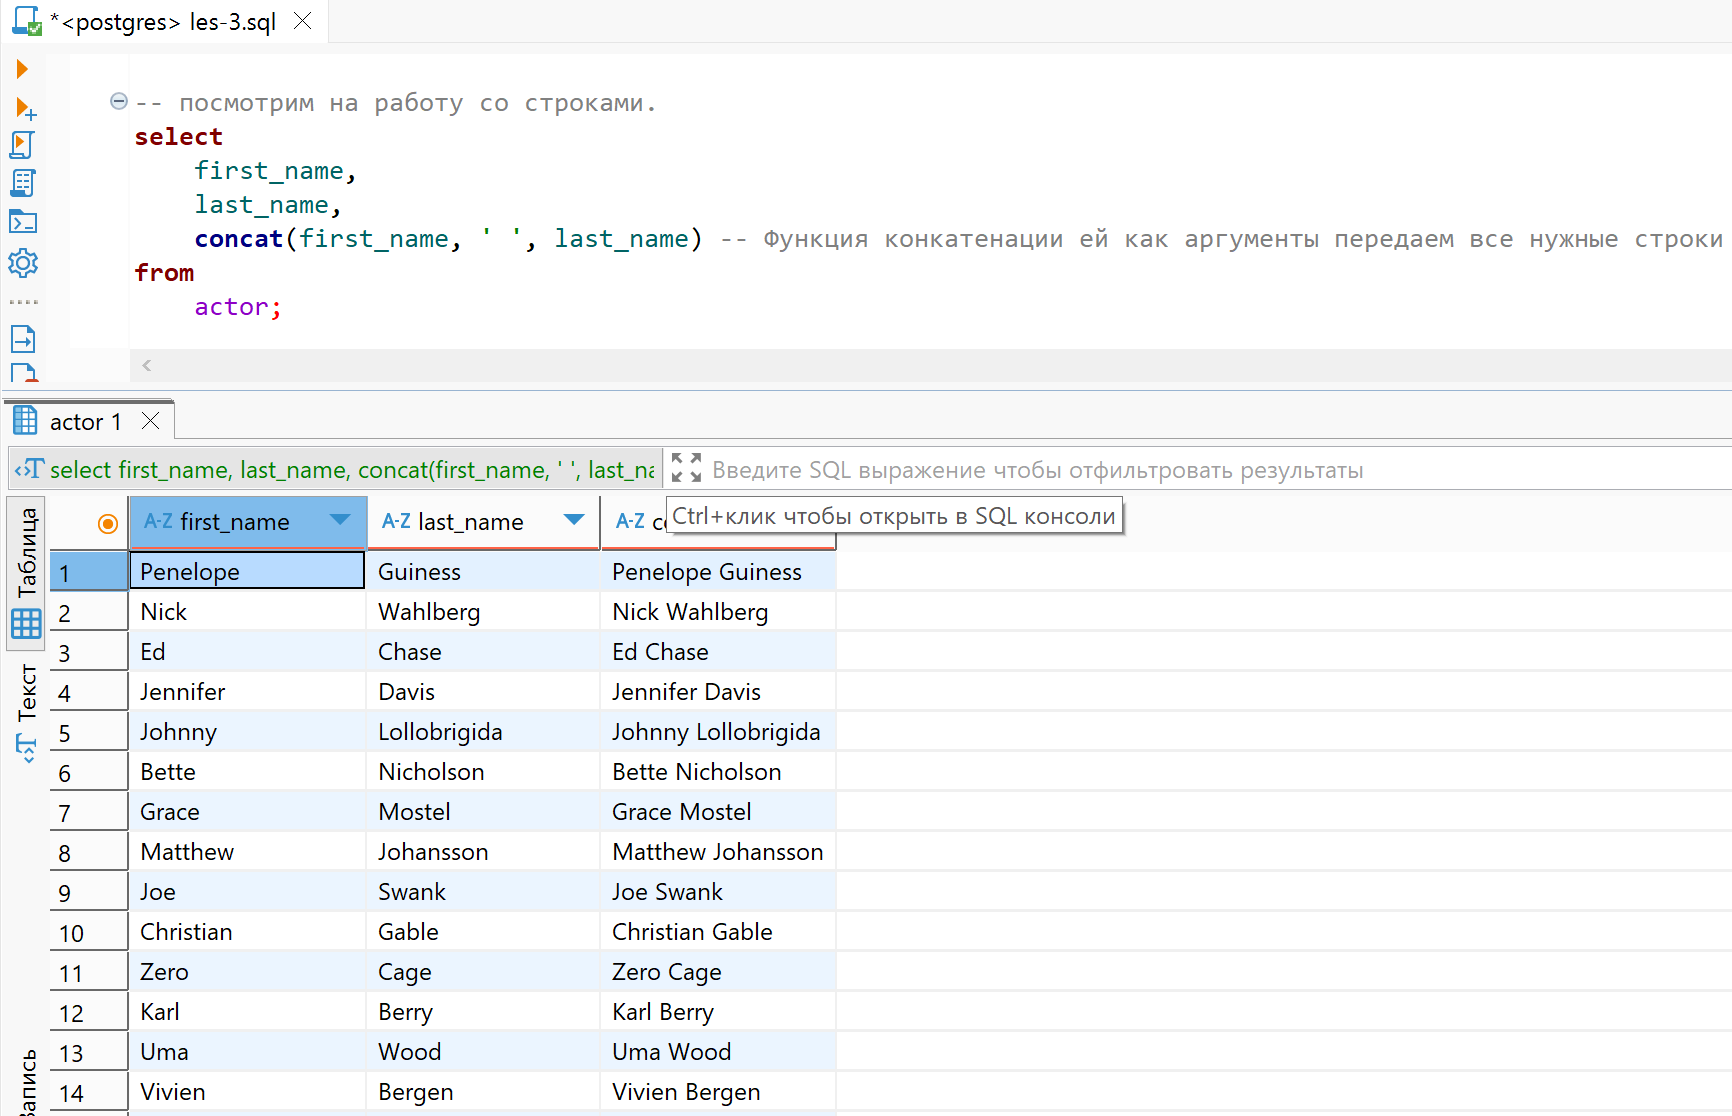 *<postgres> les-3.sql
-- посмотрим на работу со строками.
select
first_name,
last_name,
concat(first_name, ' ', last_name) -- Функция конкатенации ей как аргументы передаем все нужные строки
from
actor;
actor 1
select first_name, last_name, concat(first_name, ' ', last_na
Введите SQL выражение чтобы отфильтровать результаты
Ctrl+клик чтобы открыть в SQL консоли
Таблица
Текст
Запись
A-Z first_name A-Z last_name A-Z
1 Penelope Guiness Penelope Guiness
2 Nick Wahlberg Nick Wahlberg
3 Ed Chase Ed Chase
4 Jennifer Davis Jennifer Davis
5 Johnny Lollobrigida Johnny Lollobrigida
6 Bette Nicholson Bette Nicholson
7 Grace Mostel Grace Mostel
8 Matthew Johansson Matthew Johansson
9 Joe Swank Joe Swank
10 Christian Gable Christian Gable
11 Zero Cage Zero Cage
12 Karl Berry Karl Berry
13 Uma Wood Uma Wood
14 Vivien Bergen Vivien Bergen